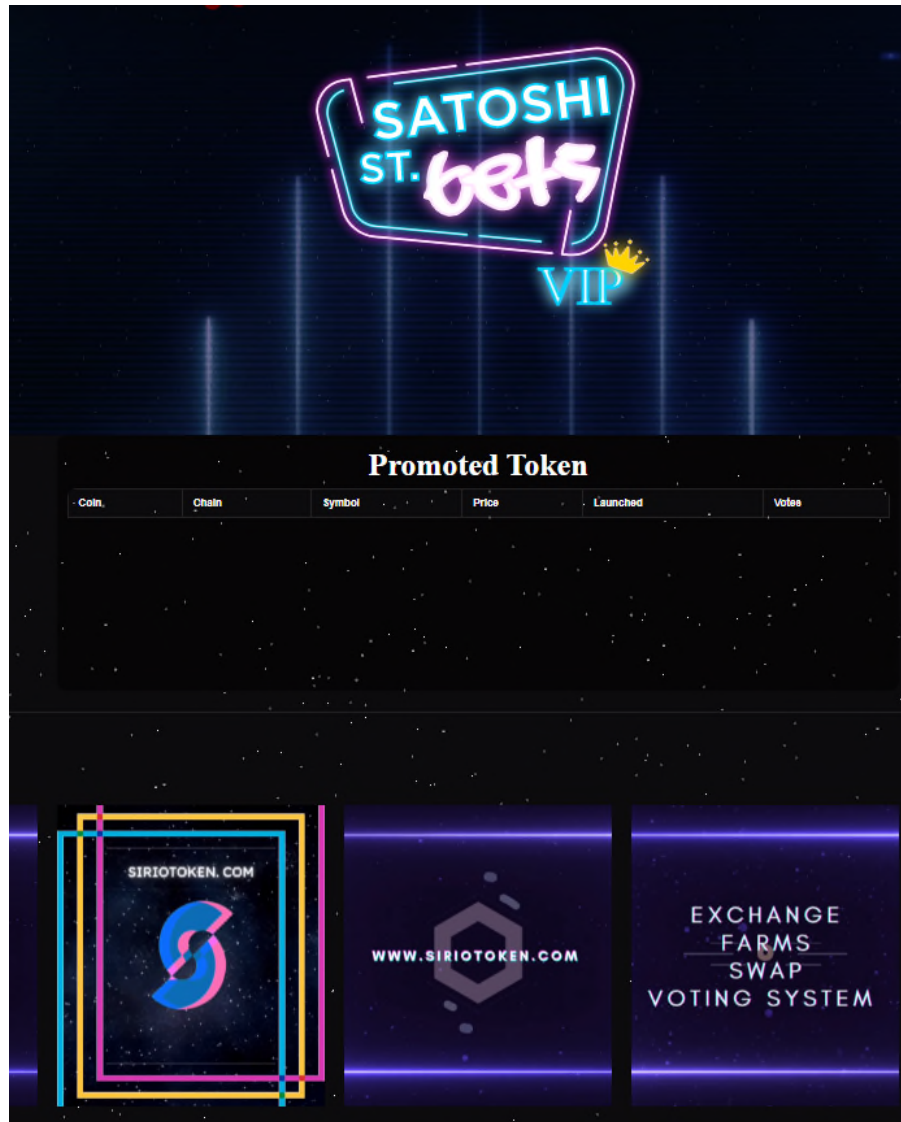 SATOSHI
ST. bets
VIP
Promoted Token
Coin Chain Symbol Price Launched Votes
SIRIOTOKEN.COM
WWW.SIRIOTOKEN.COM
EXCHANGE
FARMS
SWAP
VOTING SYSTEM